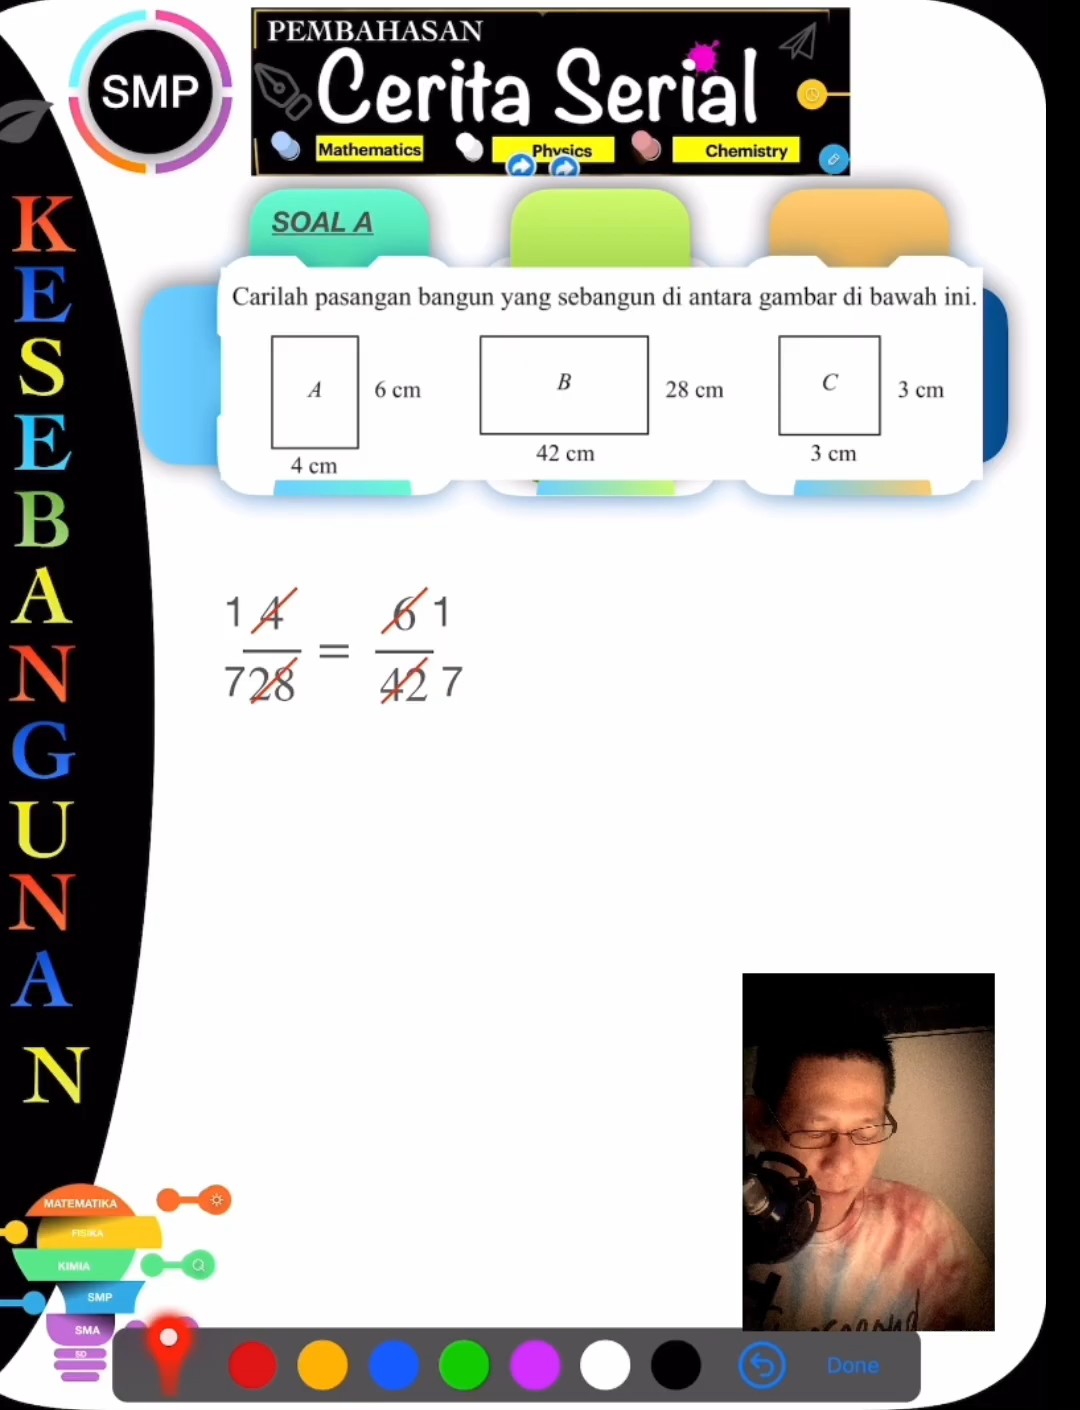 SMP
PEMBAHASAN
Cerita Serial
Mathematics
Physics
Chemistry
KESEBANGUNAN
SOAL A
Carilah pasangan bangun yang sebangun di antara gambar di bawah ini.
A
6 cm
4 cm
B
28 cm
42 cm
C
3 cm
3 cm
1 4 = 6 1
7 28 42 7
MATEMATIKA
FISIKA
KIMIA
SMP
SMA
SD
Done